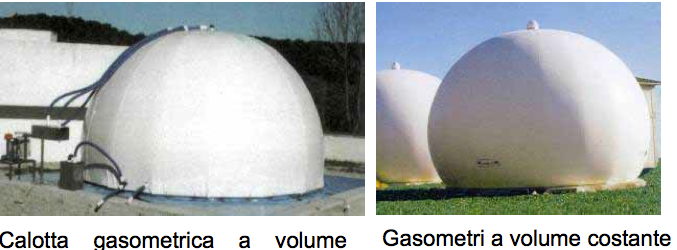 Calotta gasometrica a volume
Gasometri a volume costante